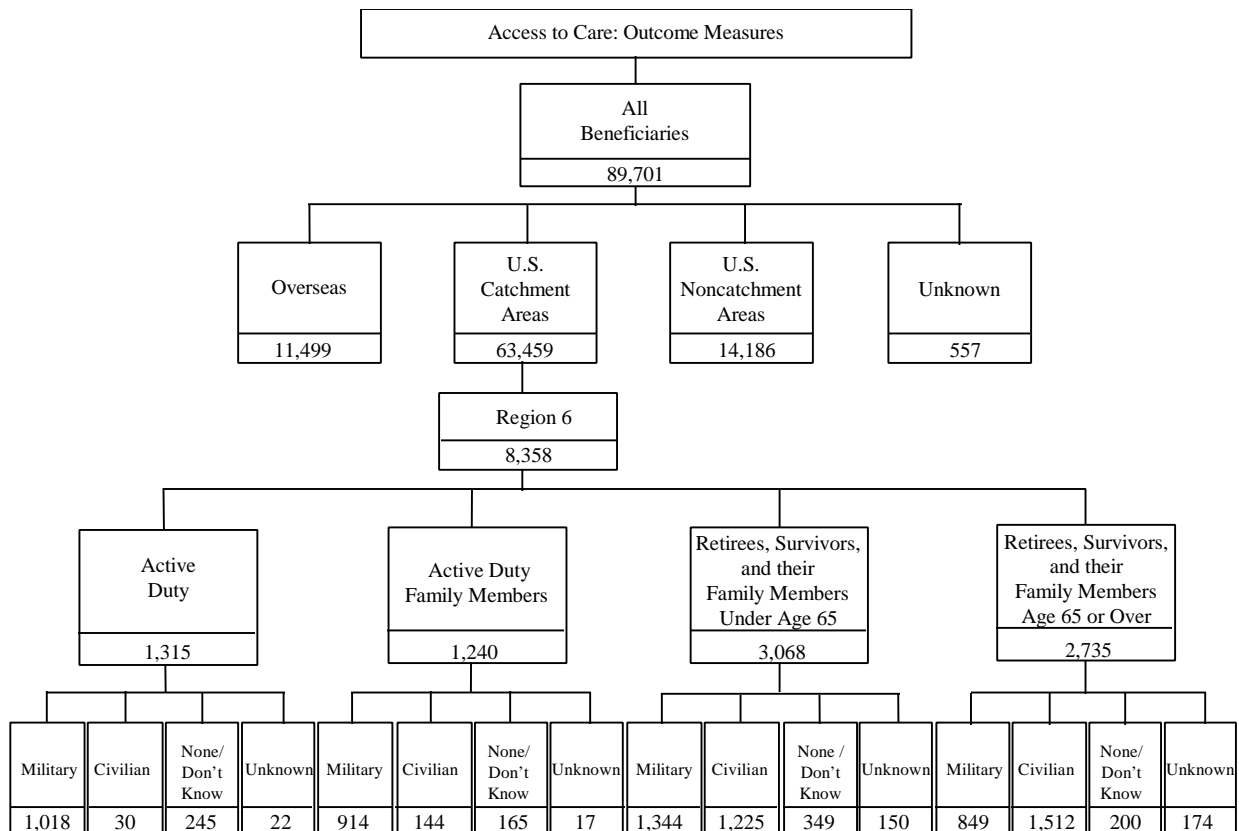 Access to Care: Outcome Measures
All
Beneficiaries
89,701
Overseas
11,499
U.S.
Catchment
Areas
63,459
U.S.
Noncatchment
Areas
14,186
Unknown
557
Region 6
8,358
Active
Duty
1,315
Active Duty
Family Members
1,240
Retirees, Survivors,
and their
Family Members
Under Age 65
3,068
Retirees, Survivors,
and their
Family Members
Age 65 or Over
2,735
Military
1,018
Civilian
30
None/
Don't
Know
245
Unknown
22
Military
914
Civilian
144
None/
Don't
Know
165
Unknown
17
Military
1,344
Civilian
1,225
None /
Don't
Know
349
Unknown
150
Military
849
Civilian
1,512
None/
Don't
Know
200
Unknown
174